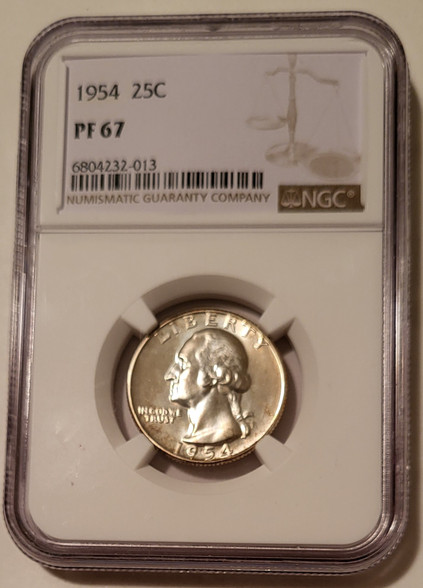 1954 25C
PF 67
6804232-013
NUMISMATIC GUARANTY COMPANY
NGC®
LIBERTY
IN GOD WE
TRUST
1954